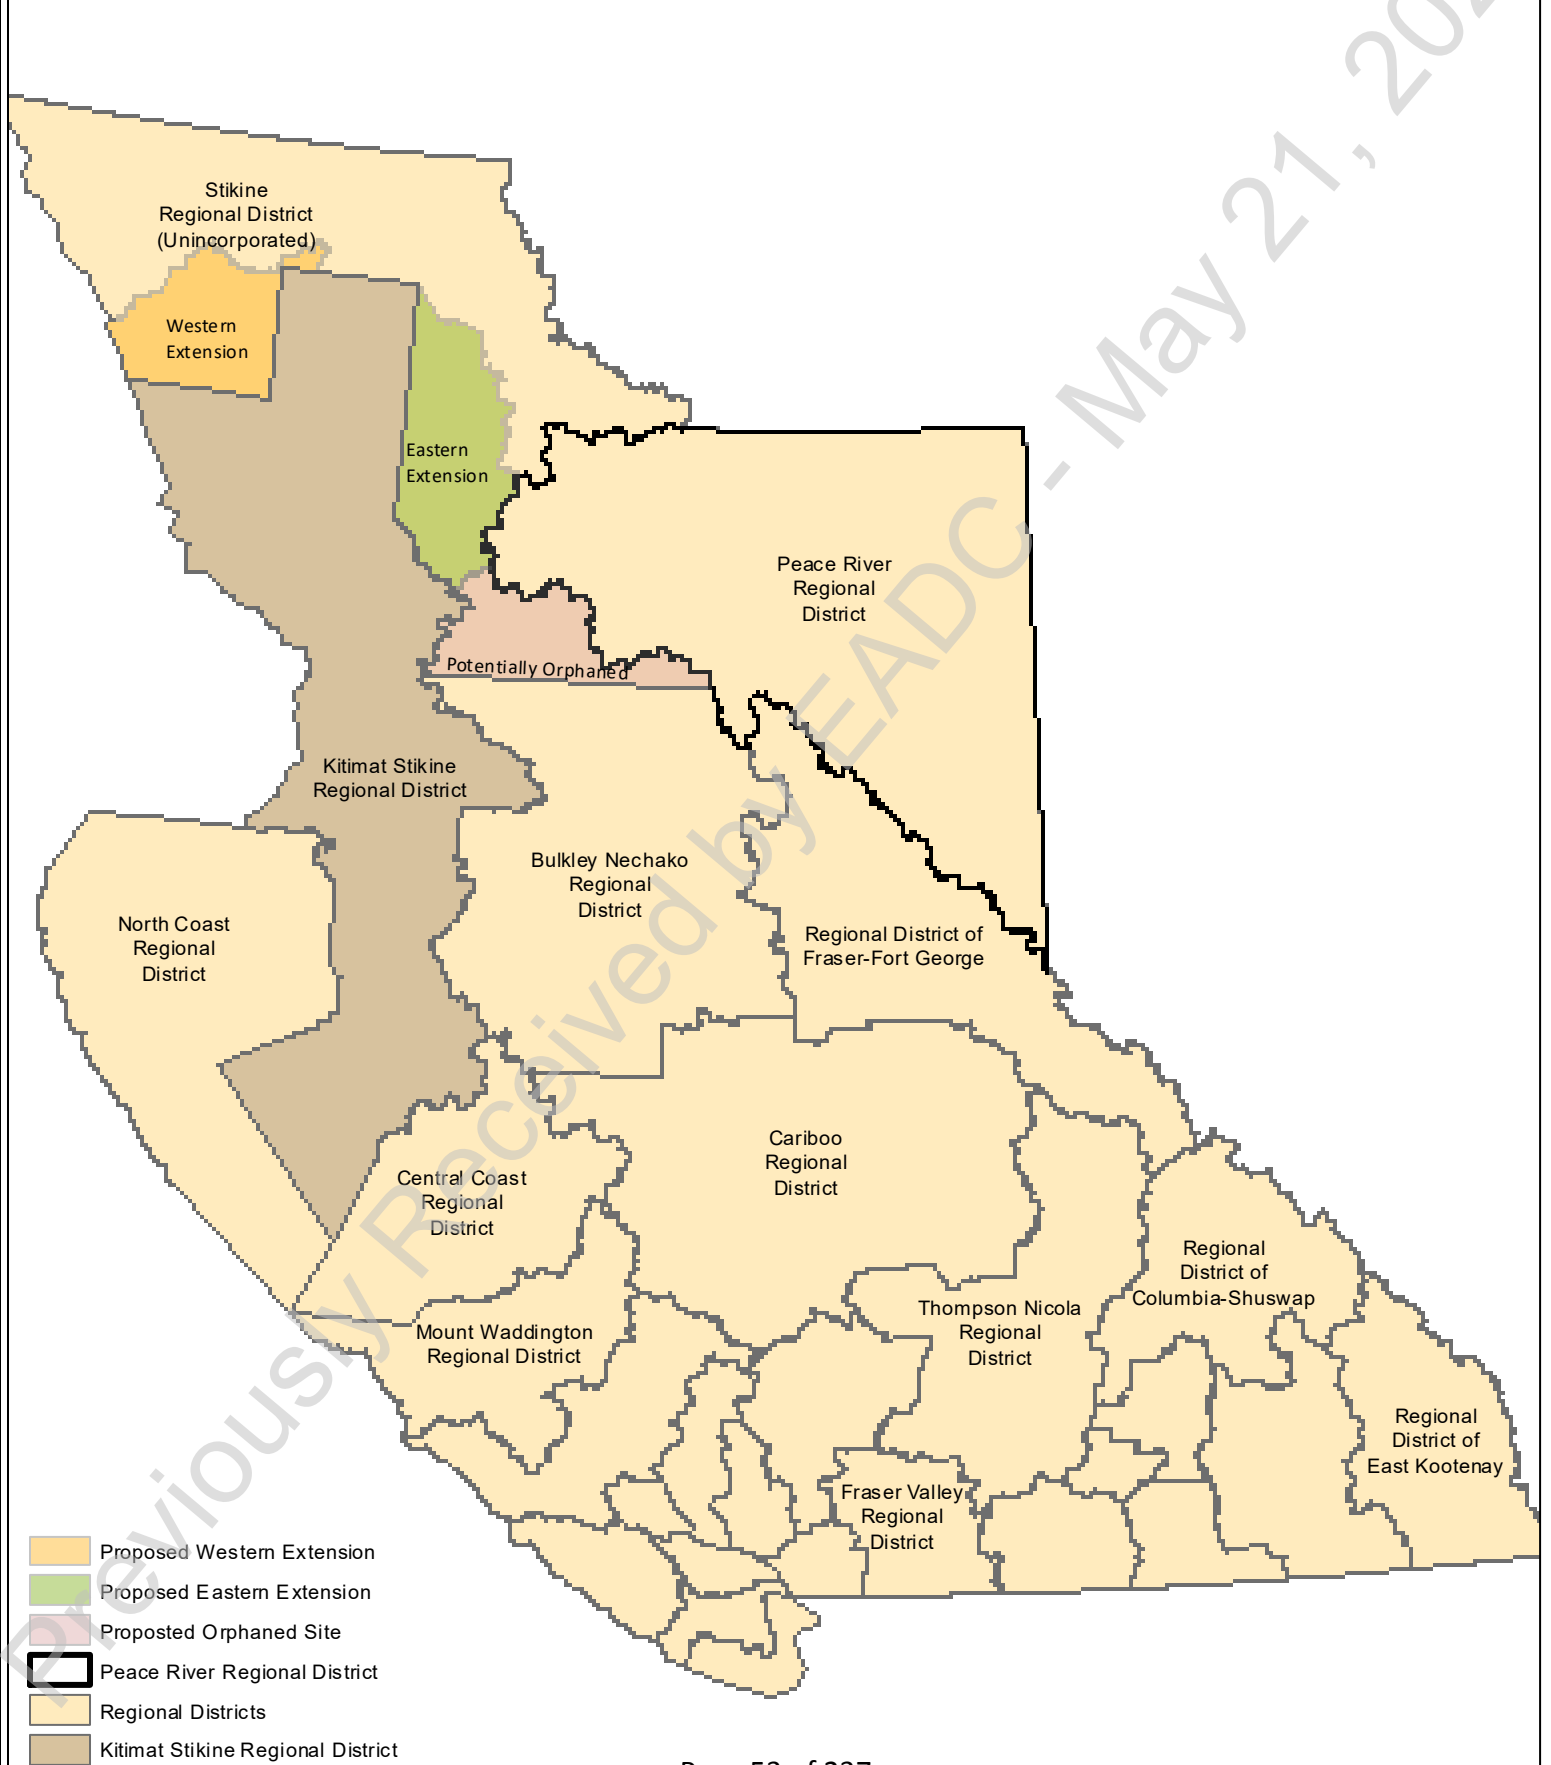 Stikine
Regional District
(Unincorporated)
Western
Extension
Eastern
Extension
Peace River
Regional
District
Potentially Orphaned
Kitimat Stikine
Regional District
Bulkley Nechako
Regional
District
North Coast
Regional
District
Regional District of
Fraser-Fort George
Cariboo
Regional
District
Central Coast
Regional
District
Regional
District of
Columbia-Shuswap
Thompson Nicola
Regional
District
Mount Waddington
Regional District
Regional
District of
East Kootenay
Fraser Valley
Regional
District
Proposed Western Extension
Proposed Eastern Extension
Proposted Orphaned Site
Peace River Regional District
Regional Districts
Kitimat Stikine Regional District
Previously Received by EADC - May 21,